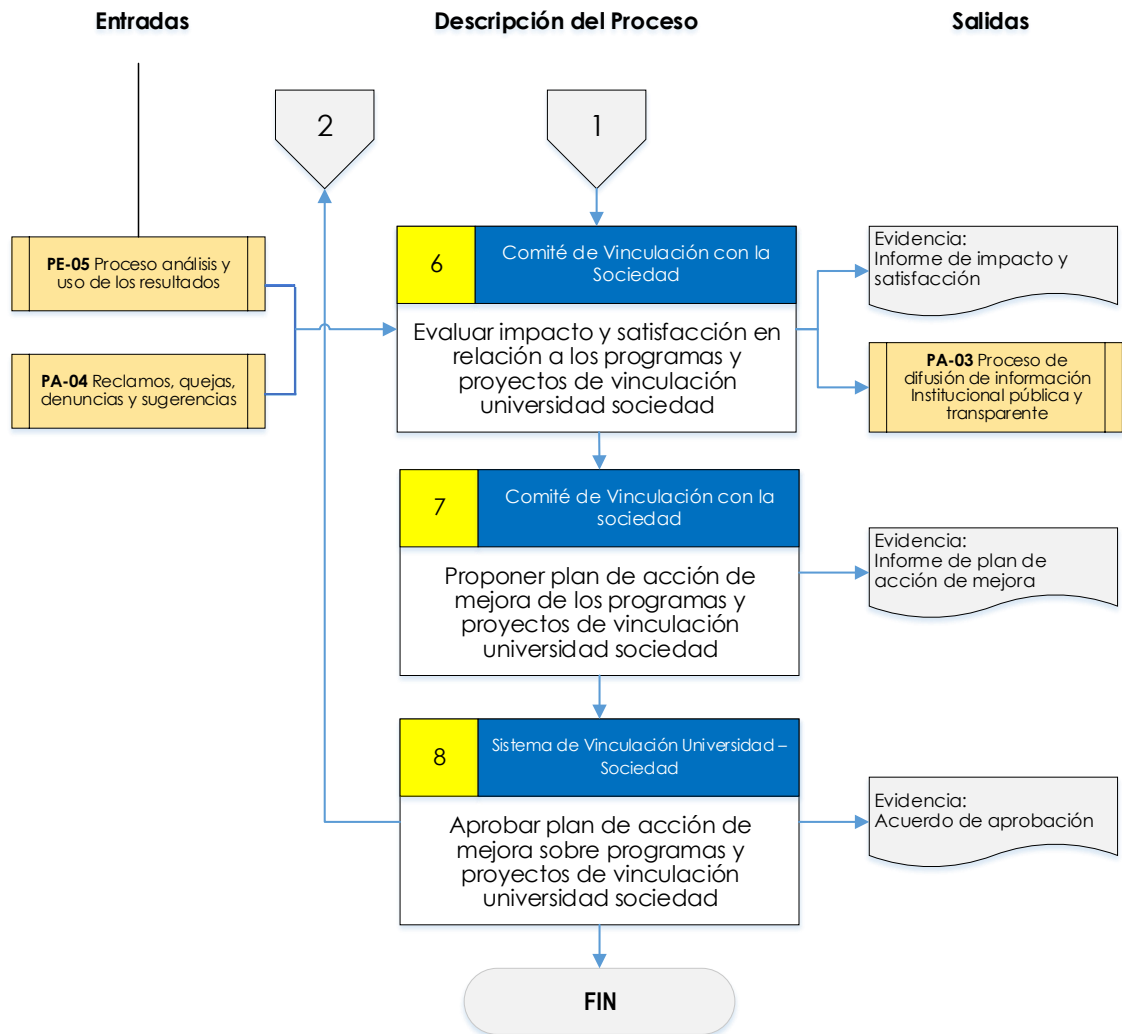 Entradas
Descripción del Proceso
Salidas
2
1
PE-05 Proceso análisis y
uso de los resultados
PA-04 Reclamos, quejas,
denuncias y sugerencias
6
Comité de Vinculación con la
Sociedad
Evaluar impacto y satisfacción en
relación a los programas y
proyectos de vinculación
universidad sociedad
Evidencia:
Informe de impacto y
satisfacción
PA-03 Proceso de
difusión de información
Institucional pública y
transparente
7
Comité de Vinculación con la
sociedad
Proponer plan de acción de
mejora de los programas y
proyectos de vinculación
universidad sociedad
Evidencia:
Informe de plan de
acción de mejora
8
Sistema de Vinculación Universidad –
Sociedad
Aprobar plan de acción de
mejora sobre programas y
proyectos de vinculación
universidad sociedad
Evidencia:
Acuerdo de aprobación
FIN